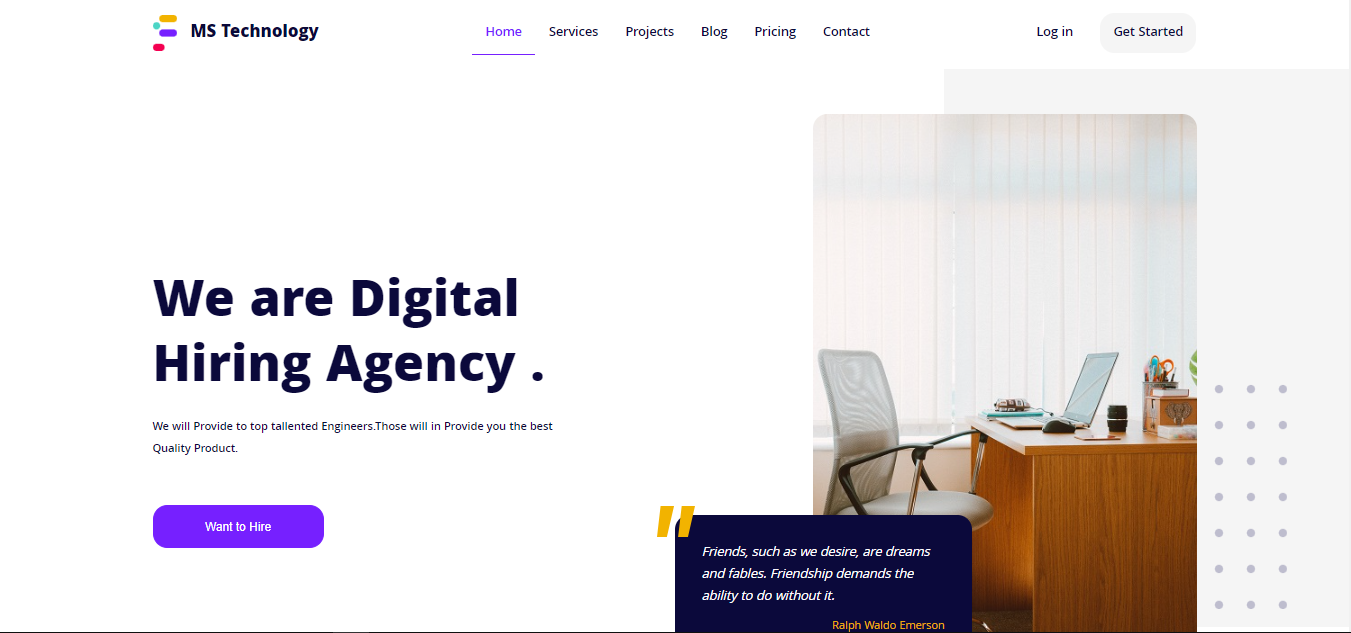 MS Technology
Home Services Projects Blog Pricing Contact
Log in Get Started
We are Digital
Hiring Agency .
We will Provide to top tallented Engineers.Those will in Provide you the best
Quality Product.
Want to Hire
"
Friends, such as we desire, are dreams
and fables. Friendship demands the
ability to do without it.
Ralph Waldo Emerson